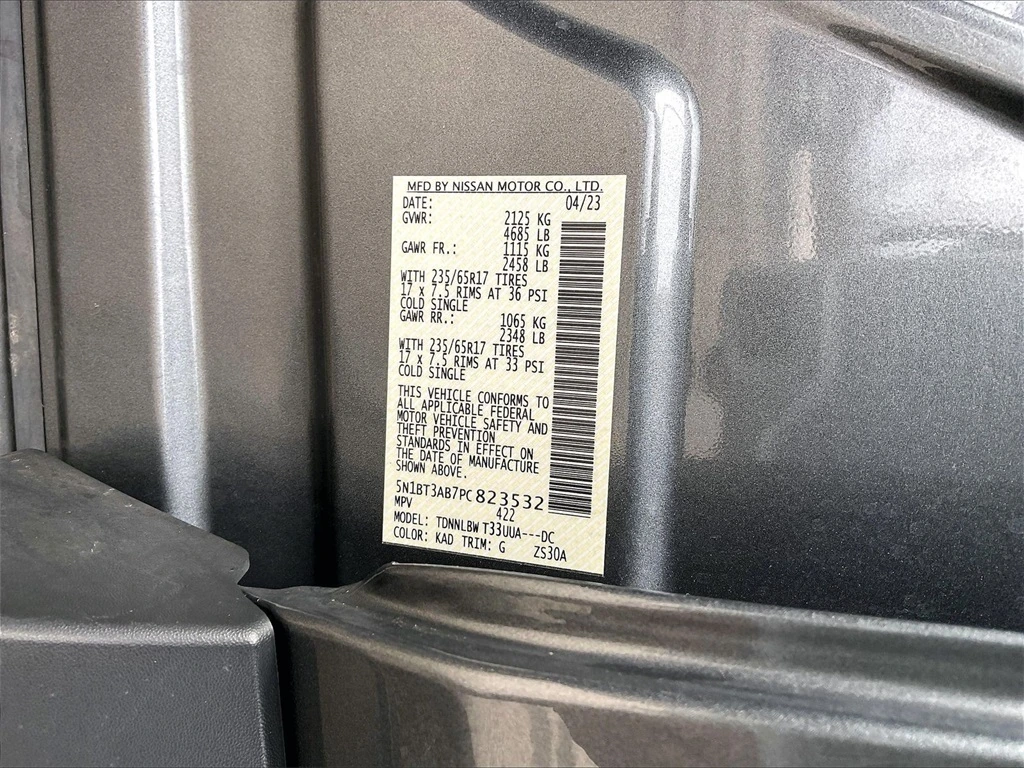 MFD BY NISSAN MOTOR CO., LTD.
DATE: 04/23
GVWR: 2125 KG
4685 LB
GAWR FR.: 1115 KG
2458 LB
WITH 235/65R17 TIRES
17 x 7.5 RIMS AT 36 PSI
COLD SINGLE
GAWR RR.: 1065 KG
2348 LB
WITH 235/65R17 TIRES
17 x 7.5 RIMS AT 33 PSI
COLD SINGLE
THIS VEHICLE CONFORMS TO
ALL APPLICABLE FEDERAL
MOTOR VEHICLE SAFETY AND
THEFT PREVENTION
STANDARDS IN EFFECT ON
THE DATE OF MANUFACTURE
SHOWN ABOVE.
5N1BT3AB7PC823532
MPV 422
MODEL: TDNNLBW T33UUA---DC
COLOR: KAD TRIM: G ZS30A